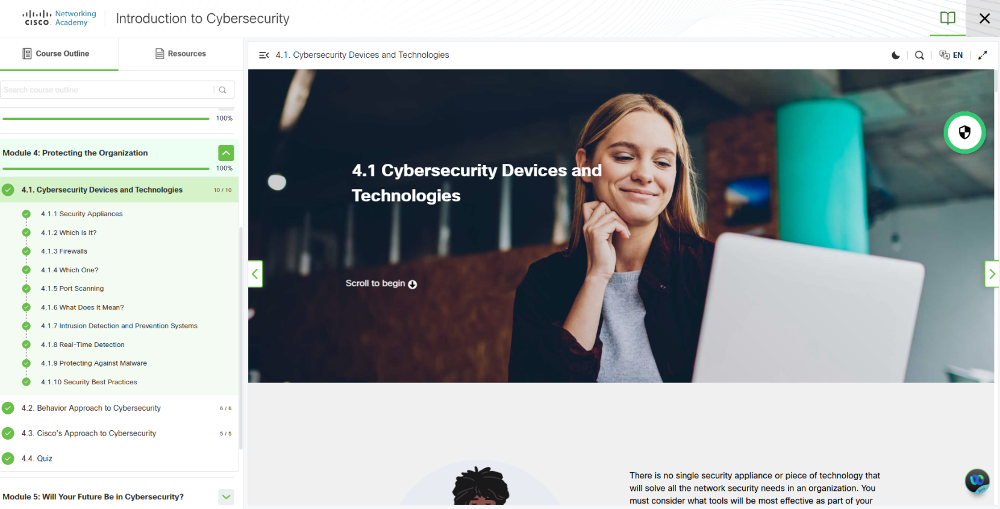 Networking
Academy
CISCO
Introduction to Cybersecurity
Course Outline
Resources
Search course outline
100%
Module 4: Protecting the Organization
100%
4.1. Cybersecurity Devices and Technologies
10 / 10
4.1.1 Security Appliances
4.1.2 Which Is It?
4.1.3 Firewalls
4.1.4 Which One?
4.1.5 Port Scanning
4.1.6 What Does It Mean?
4.1.7 Intrusion Detection and Prevention Systems
4.1.8 Real-Time Detection
4.1.9 Protecting Against Malware
4.1.10 Security Best Practices
4.2. Behavior Approach to Cybersecurity
6 / 6
4.3. Cisco's Approach to Cybersecurity
5 / 5
4.4. Quiz
Module 5: Will Your Future Be in Cybersecurity?
4.1. Cybersecurity Devices and Technologies
EN
4.1 Cybersecurity Devices and
Technologies
Scroll to begin
There is no single security appliance or piece of technology that
will solve all the network security needs in an organization. You
must consider what tools will be most effective as part of your
Beta